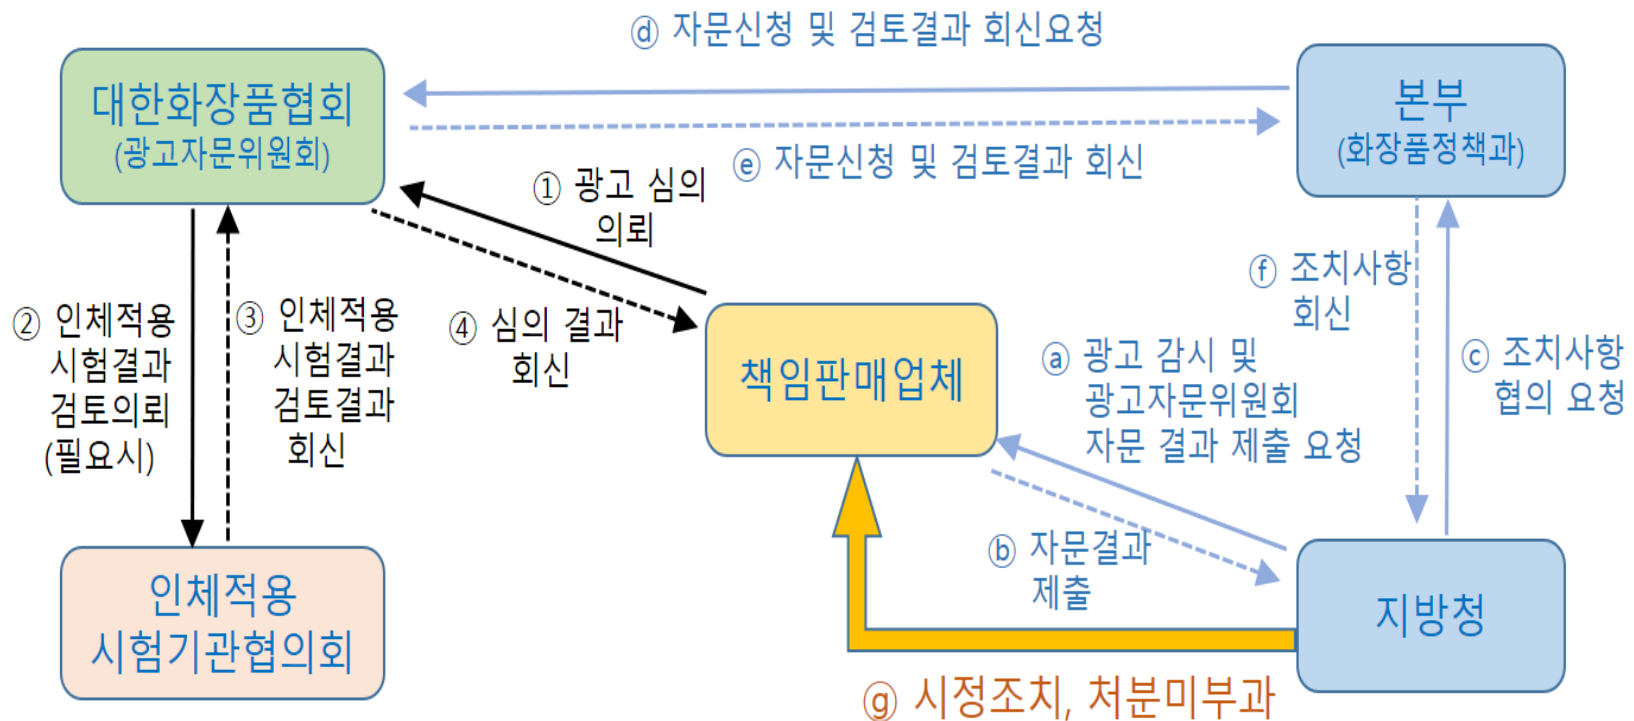 ⓓ 자문신청 및 검토결과 회신요청
대한화장품협회
(광고자문위원회)
본부
(화장품정책과)
ⓔ 자문신청 및 검토결과 회신
① 광고 심의
의뢰
② 인체적용
시험결과
검토의뢰
(필요시)
③ 인체적용
시험결과
검토결과
회신
④ 심의 결과
회신
책임판매업체
ⓕ 조치사항
회신
ⓐ 광고 감시 및
광고자문위원회
자문 결과 제출 요청
ⓒ 조치사항
협의 요청
ⓑ 자문결과
제출
인체적용
시험기관협의회
지방청
ⓖ 시정조치, 처분미부과